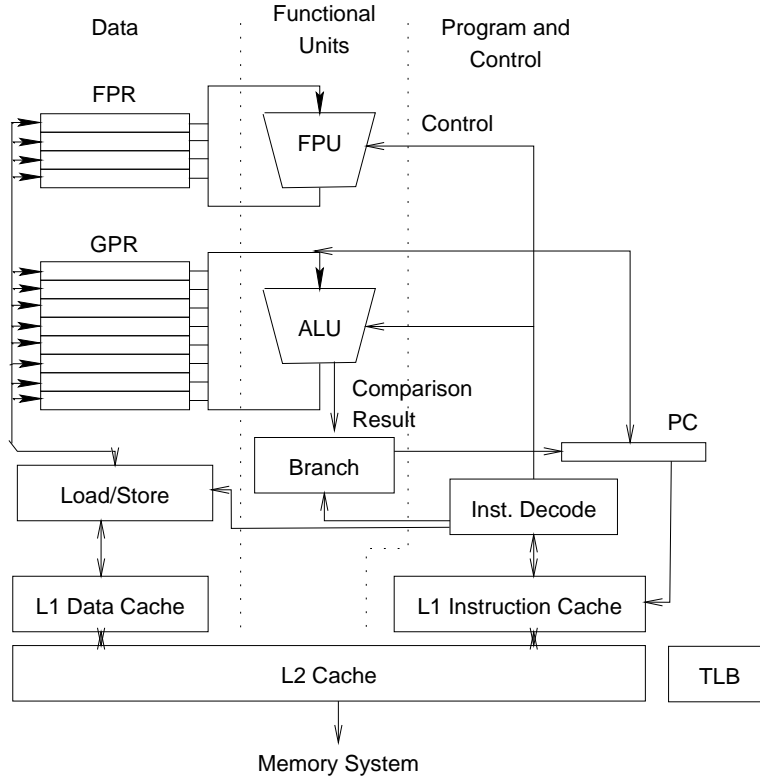 Data
Functional
Units
Program and
Control
FPR
FPU
Control
GPR
ALU
Comparison
Result
PC
Branch
Load/Store
Inst. Decode
L1 Data Cache
L1 Instruction Cache
L2 Cache
TLB
Memory System